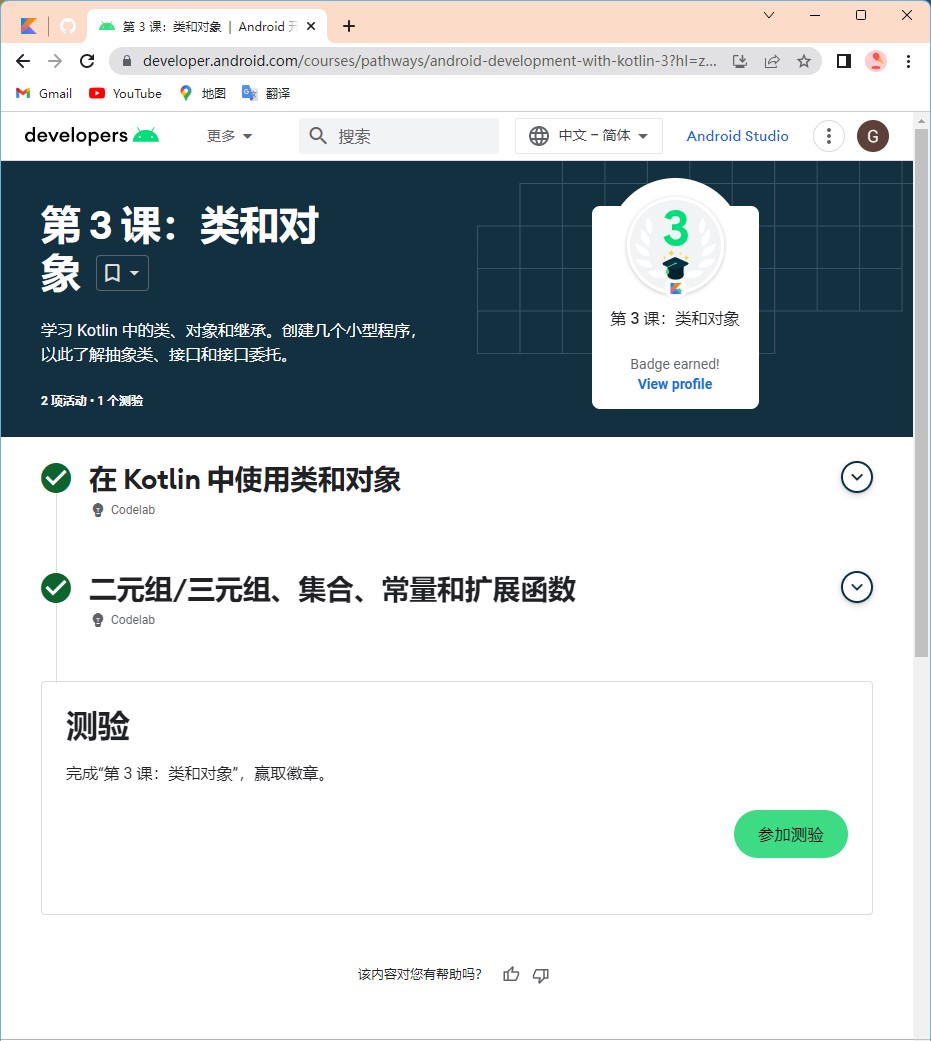 第 3 课：类和对象 | Android 开
developer.android.com/courses/pathways/android-development-with-kotlin-3?hl=z...
Gmail YouTube 地图 翻译
developers 更多 搜索 中文 – 简体 Android Studio G
第 3 课：类和对
象
学习 Kotlin 中的类、对象和继承。创建几个小型程序，
以此了解抽象类、接口和接口委托。
2 项活动 • 1 个测验
3
第 3 课：类和对象
Badge earned!
View profile
在 Kotlin 中使用类和对象
Codelab
二元组/三元组、集合、常量和扩展函数
Codelab
测验
完成“第 3 课：类和对象”，赢取徽章。
参加测验
该内容对您有帮助吗？